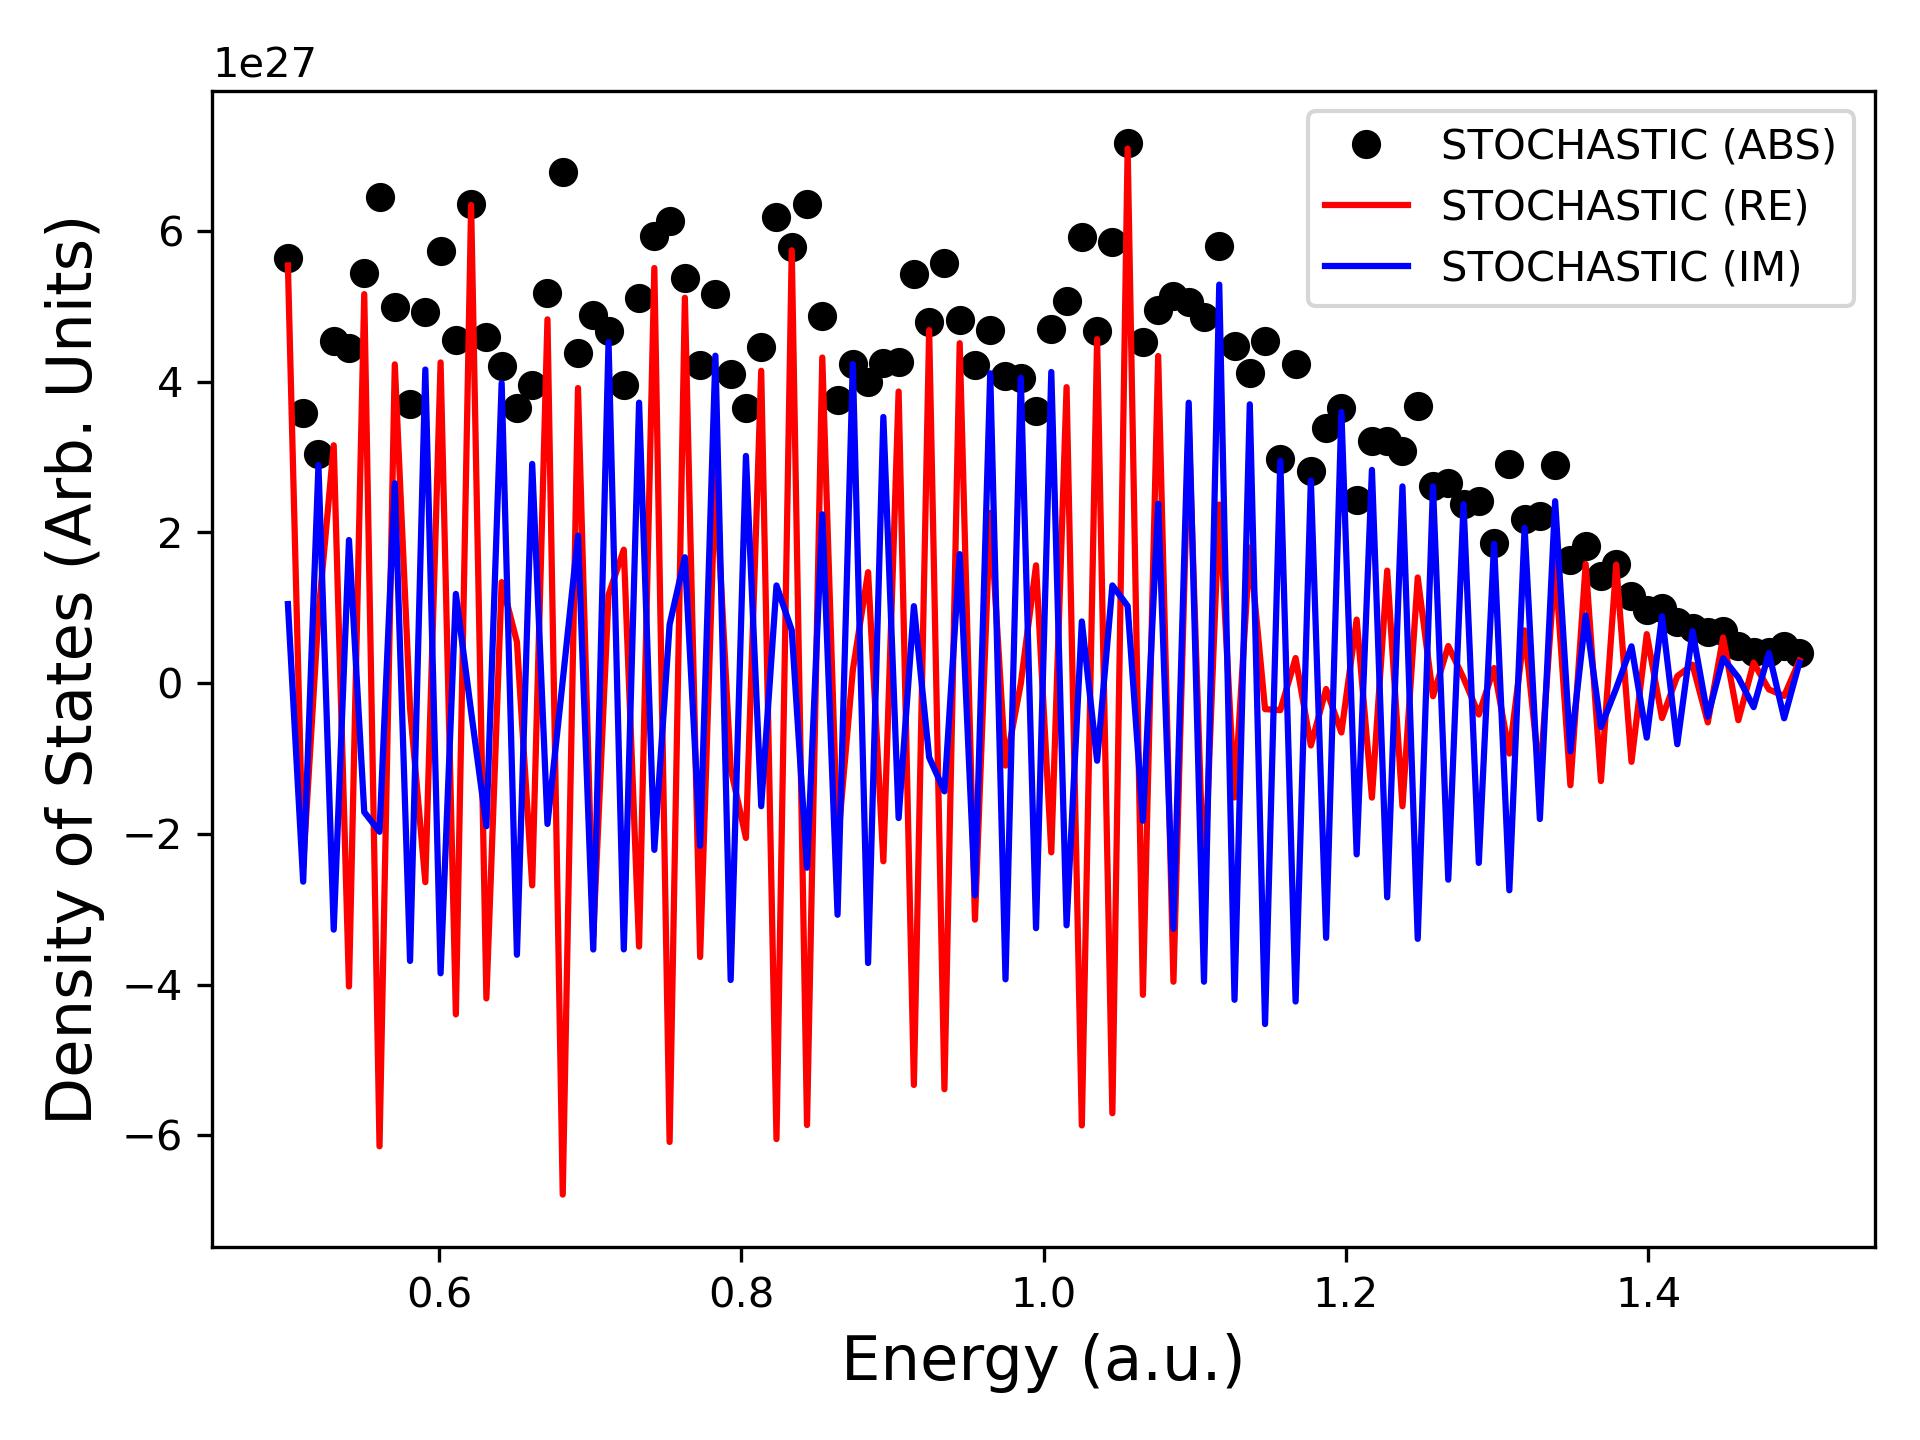 1e27
STOCHASTIC (ABS)
STOCHASTIC (RE)
STOCHASTIC (IM)
Density of States (Arb. Units)
6
4
2
0
−2
−4
−6
0.6 0.8 1.0 1.2 1.4
Energy (a.u.)